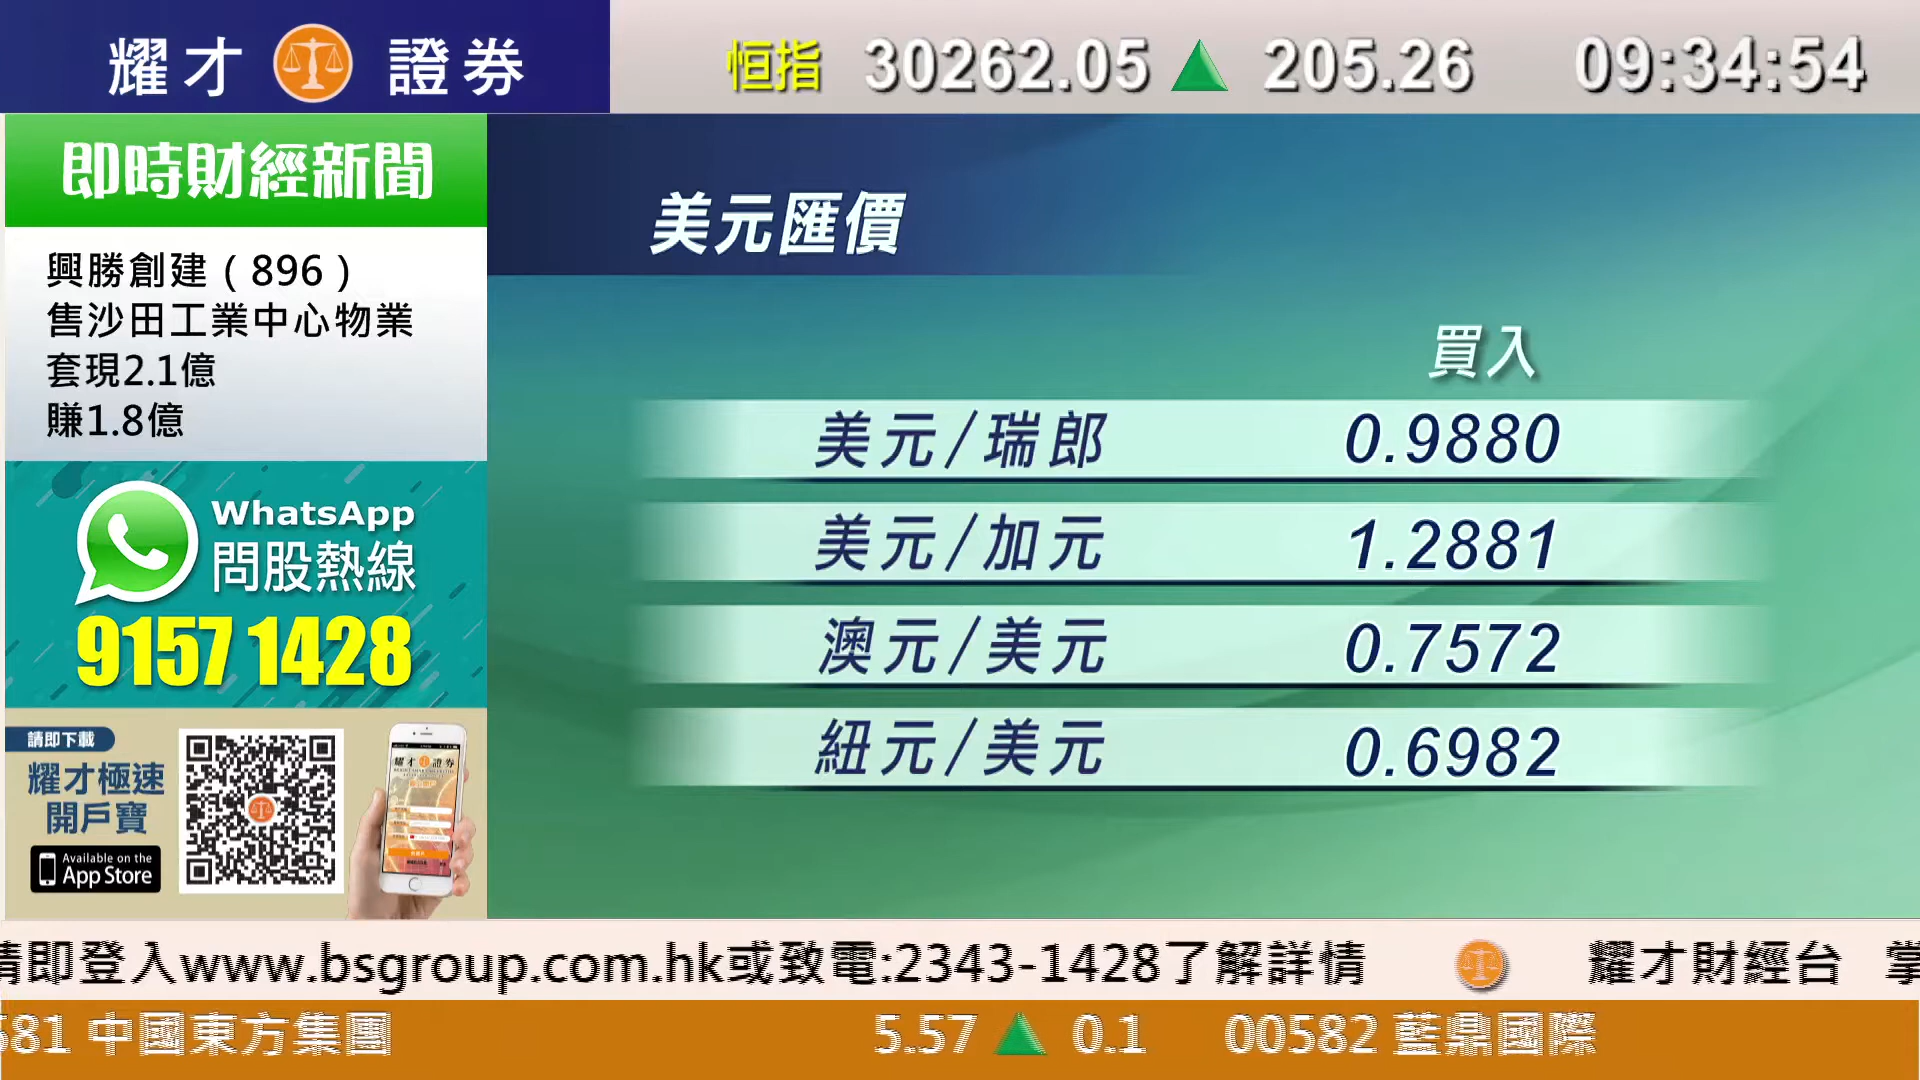 耀才 證券
恒指 30262.05 ▲ 205.26 09:34:54
即時財經新聞
興勝創建（896）
售沙田工業中心物業
套現2.1億
賺1.8億
WhatsApp
問股熱線
9157 1428
請即下載
耀才極速
開戶寶
Available on the
App Store
耀才證券
美元匯價
買入
美元/瑞郎 0.9880
美元/加元 1.2881
澳元/美元 0.7572
紐元/美元 0.6982
請即登入www.bsgroup.com.hk或致電:2343-1428了解詳情 耀才財經台 掌
581 中國東方集團 5.57 ▲ 0.1 00582 藍鼎國際